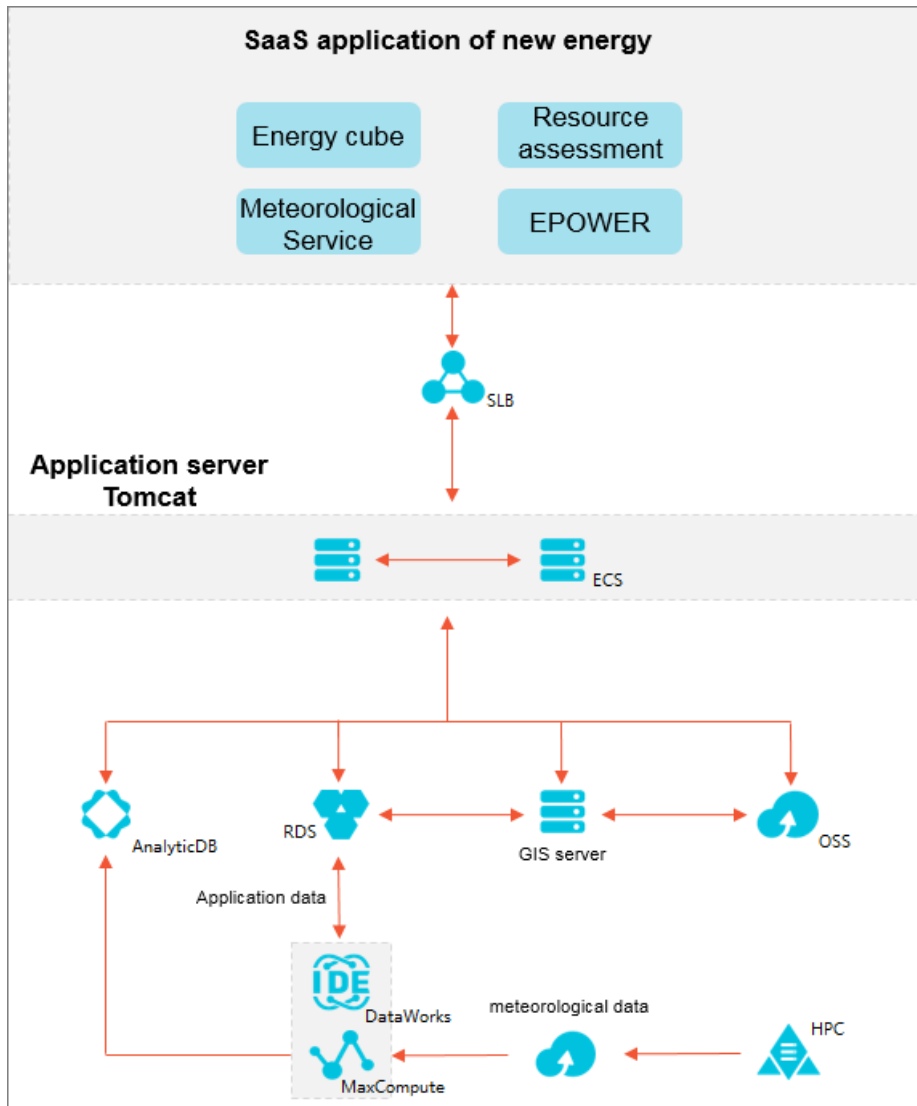 SaaS application of new energy
Energy cube
Resource
assessment
Meteorological
Service
EPOWER
SLB
Application server
Tomcat
ECS
AnalyticDB
RDS
GIS server
OSS
Application data
IDE
DataWorks
meteorological data
HPC
MaxCompute